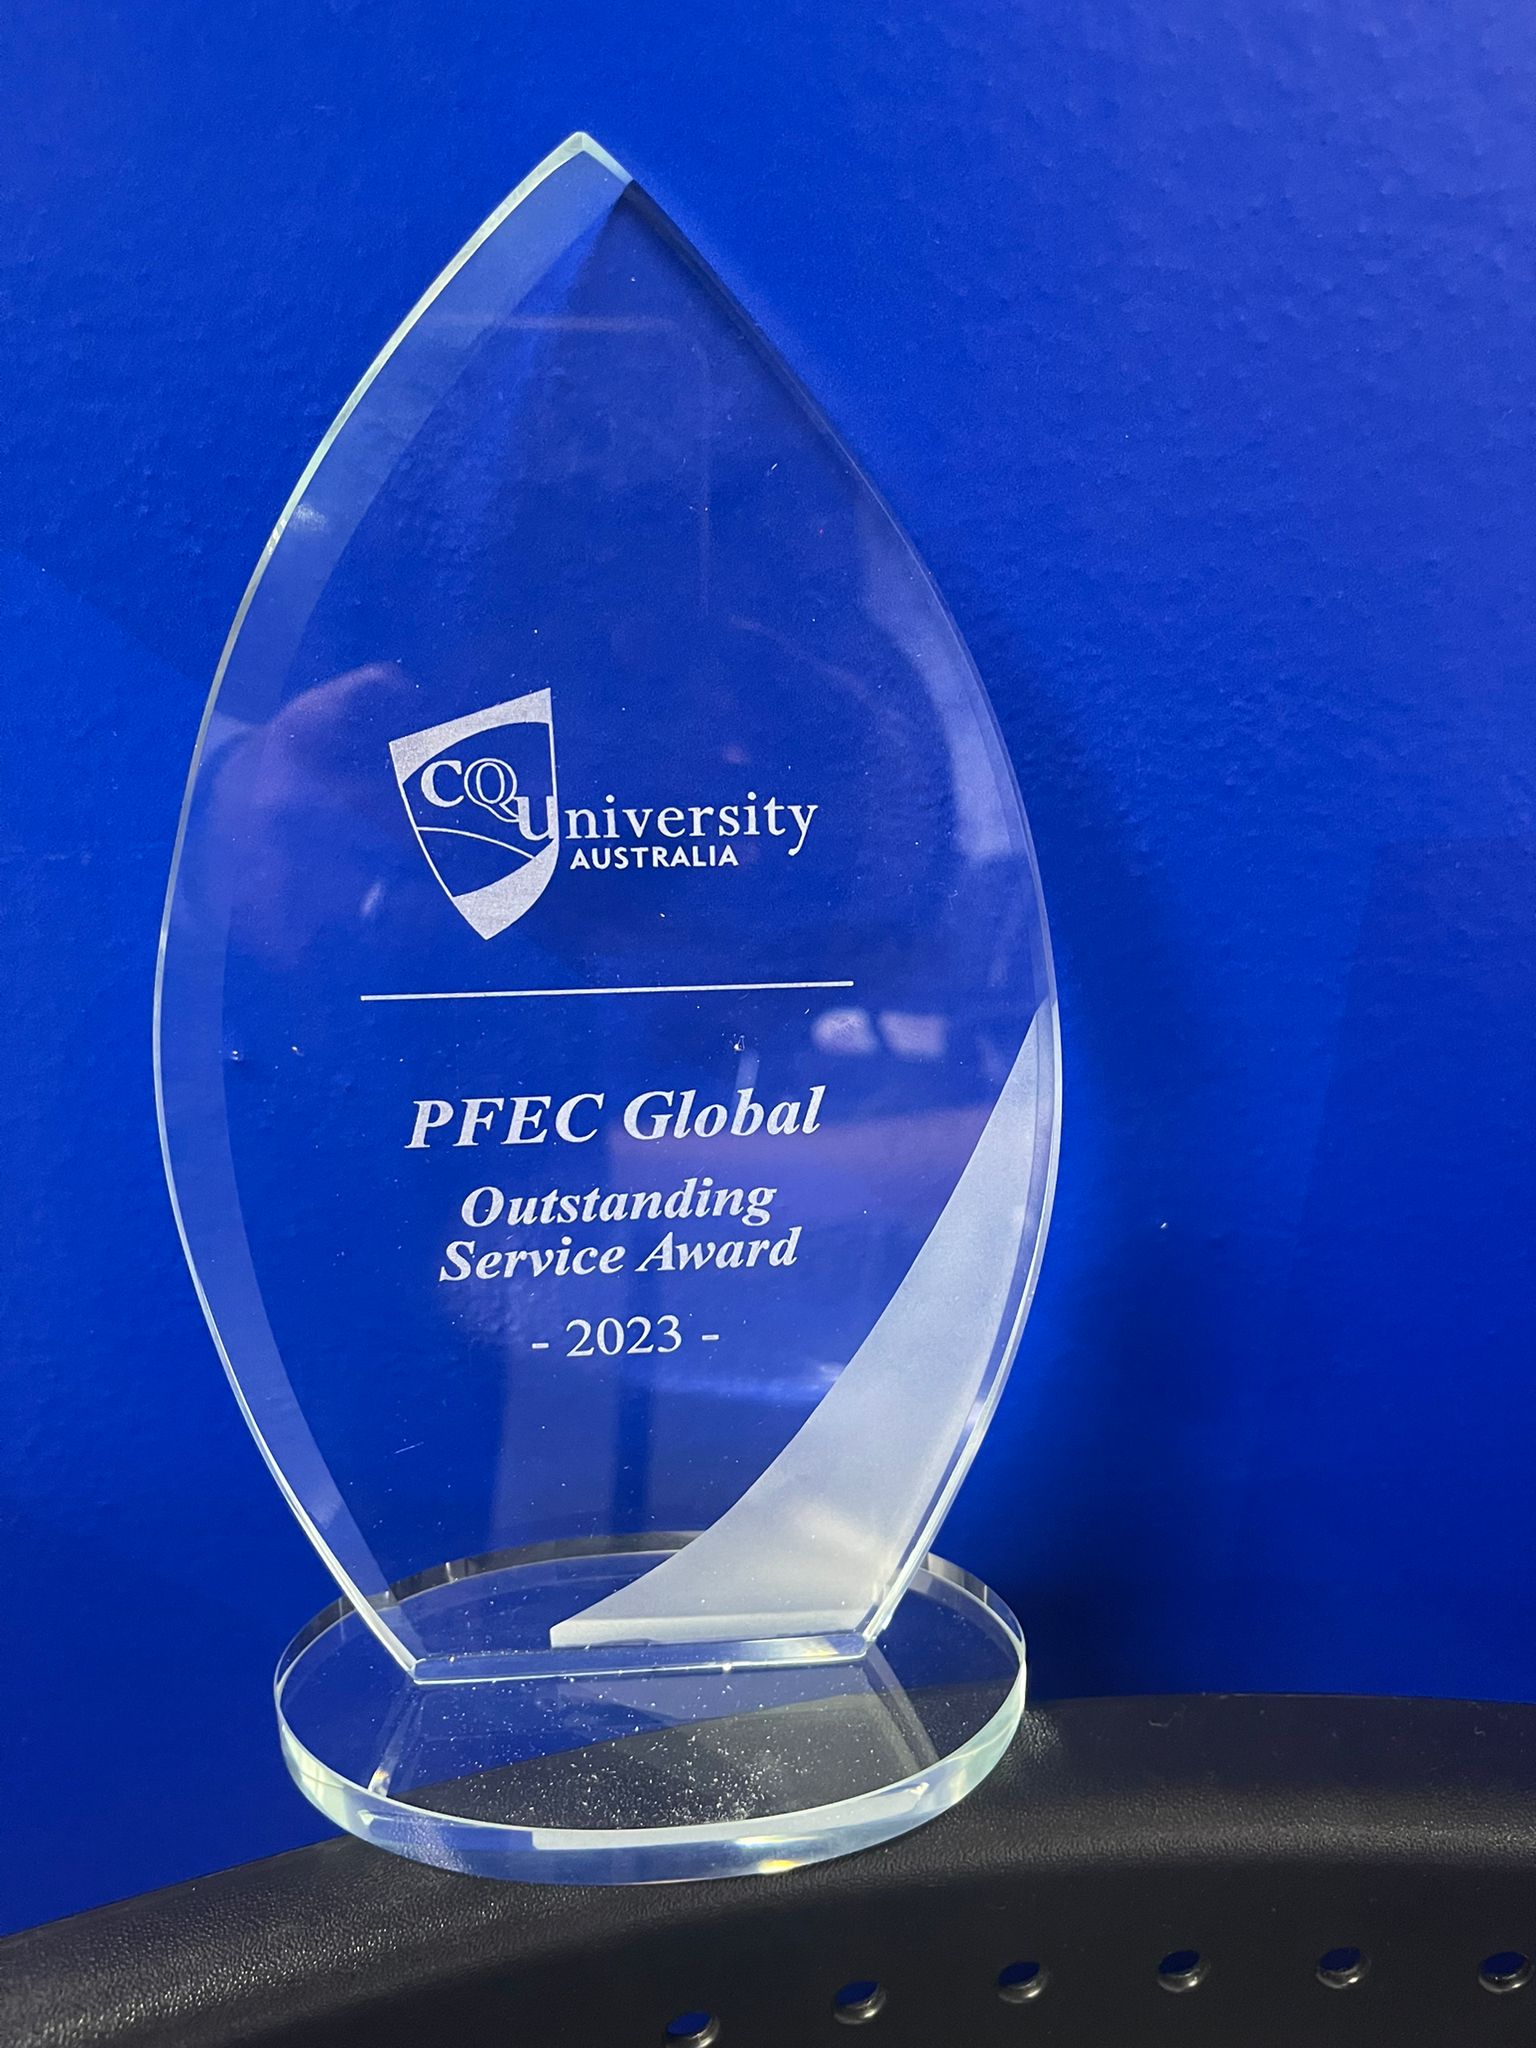 CQUniversity
AUSTRALIA
PFEC Global
Outstanding
Service Award
- 2023 -